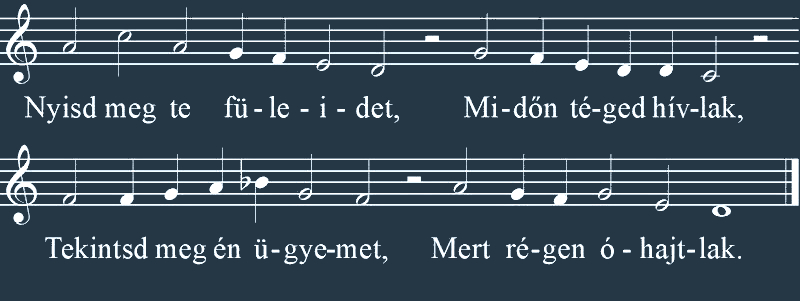 Nyisd meg te fü-le-i-det, Mi-dőn té-ged hív-lak,
Tekintsd meg én ü-gye-met, Mert ré-gen ó-hajt-lak.